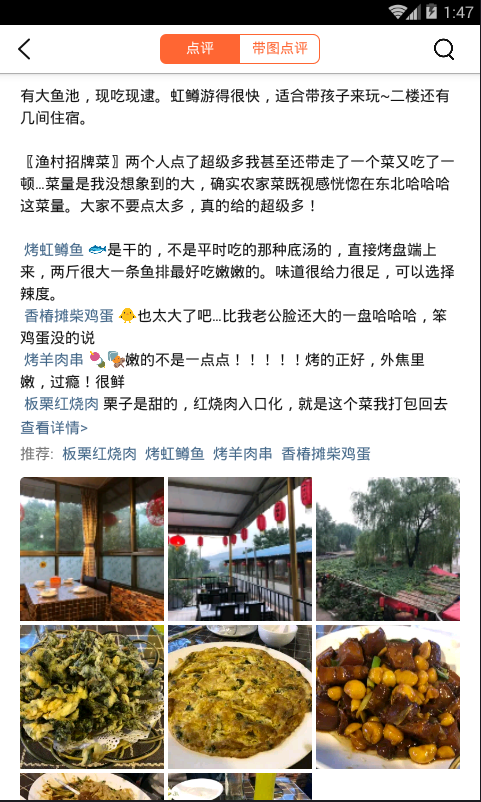 1:47
点评
带图点评
有大鱼池，现吃现逮。虹鳟游得很快，适合带孩子来玩~二楼还有
几间住宿。
〖渔村招牌菜〗两个人点了超级多我甚至还带走了一个菜又吃了一
顿…菜量是我没想象到的大，确实农家菜既视感恍惚在东北哈哈哈
这菜量。大家不要点太多，真的给的超级多！
烤虹鳟鱼 🐟是干的，不是平时吃的那种底汤的，直接烤盘端上
来，两斤很大一条鱼排最好吃嫩嫩的。味道很给力很足，可以选择
辣度。
香椿摊柴鸡蛋 🐥也太大了吧…比我老公脸还大的一盘哈哈哈，笨
鸡蛋没的说
烤羊肉串 🍡🍢嫩的不是一点点！！！！！烤的正好，外焦里
嫩，过瘾！很鲜
板栗红烧肉 栗子是甜的，红烧肉入口化，就是这个菜我打包回去
查看详情>
推荐: 板栗红烧肉 烤虹鳟鱼 烤羊肉串 香椿摊柴鸡蛋